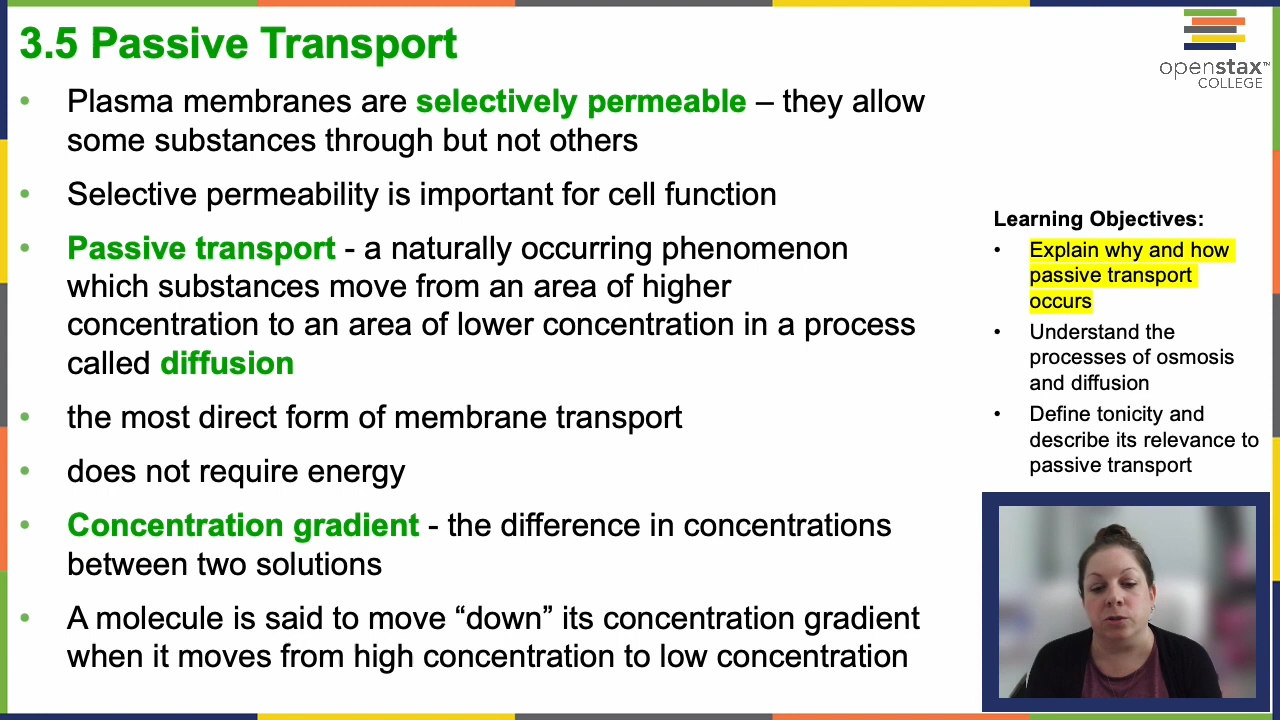 3.5 Passive Transport
openstax™
COLLEGE
• Plasma membranes are selectively permeable – they allow
some substances through but not others
• Selective permeability is important for cell function
• Passive transport - a naturally occurring phenomenon
which substances move from an area of higher
concentration to an area of lower concentration in a process
called diffusion
• the most direct form of membrane transport
• does not require energy
• Concentration gradient - the difference in concentrations
between two solutions
• A molecule is said to move “down” its concentration gradient
when it moves from high concentration to low concentration
Learning Objectives:
• Explain why and how
passive transport
occurs
• Understand the
processes of osmosis
and diffusion
• Define tonicity and
describe its relevance to
passive transport